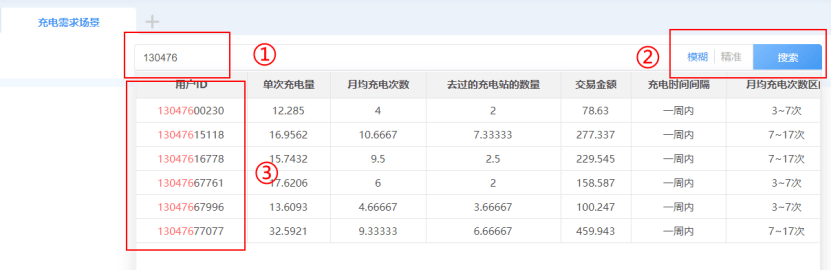 充电需求场景 +
130476 ① ② 模糊 精准 搜索
用户ID 单次充电量 月均充电次数 去过的充电站的数量 交易金额 充电时间间隔 月均充电次数区
13047600230 12.285 4 2 78.63 一周内 3~7次
13047615118 16.9562 10.6667 7.33333 277.337 一周内 7~17次
13047616778 15.7432 9.5 2.5 229.545 一周内 7~17次
③
13047667761 17.6206 6 2 158.587 一周内 3~7次
13047667996 13.6093 4.66667 3.66667 100.247 一周内 3~7次
13047677077 32.5921 9.33333 6.66667 459.943 一周内 7~17次